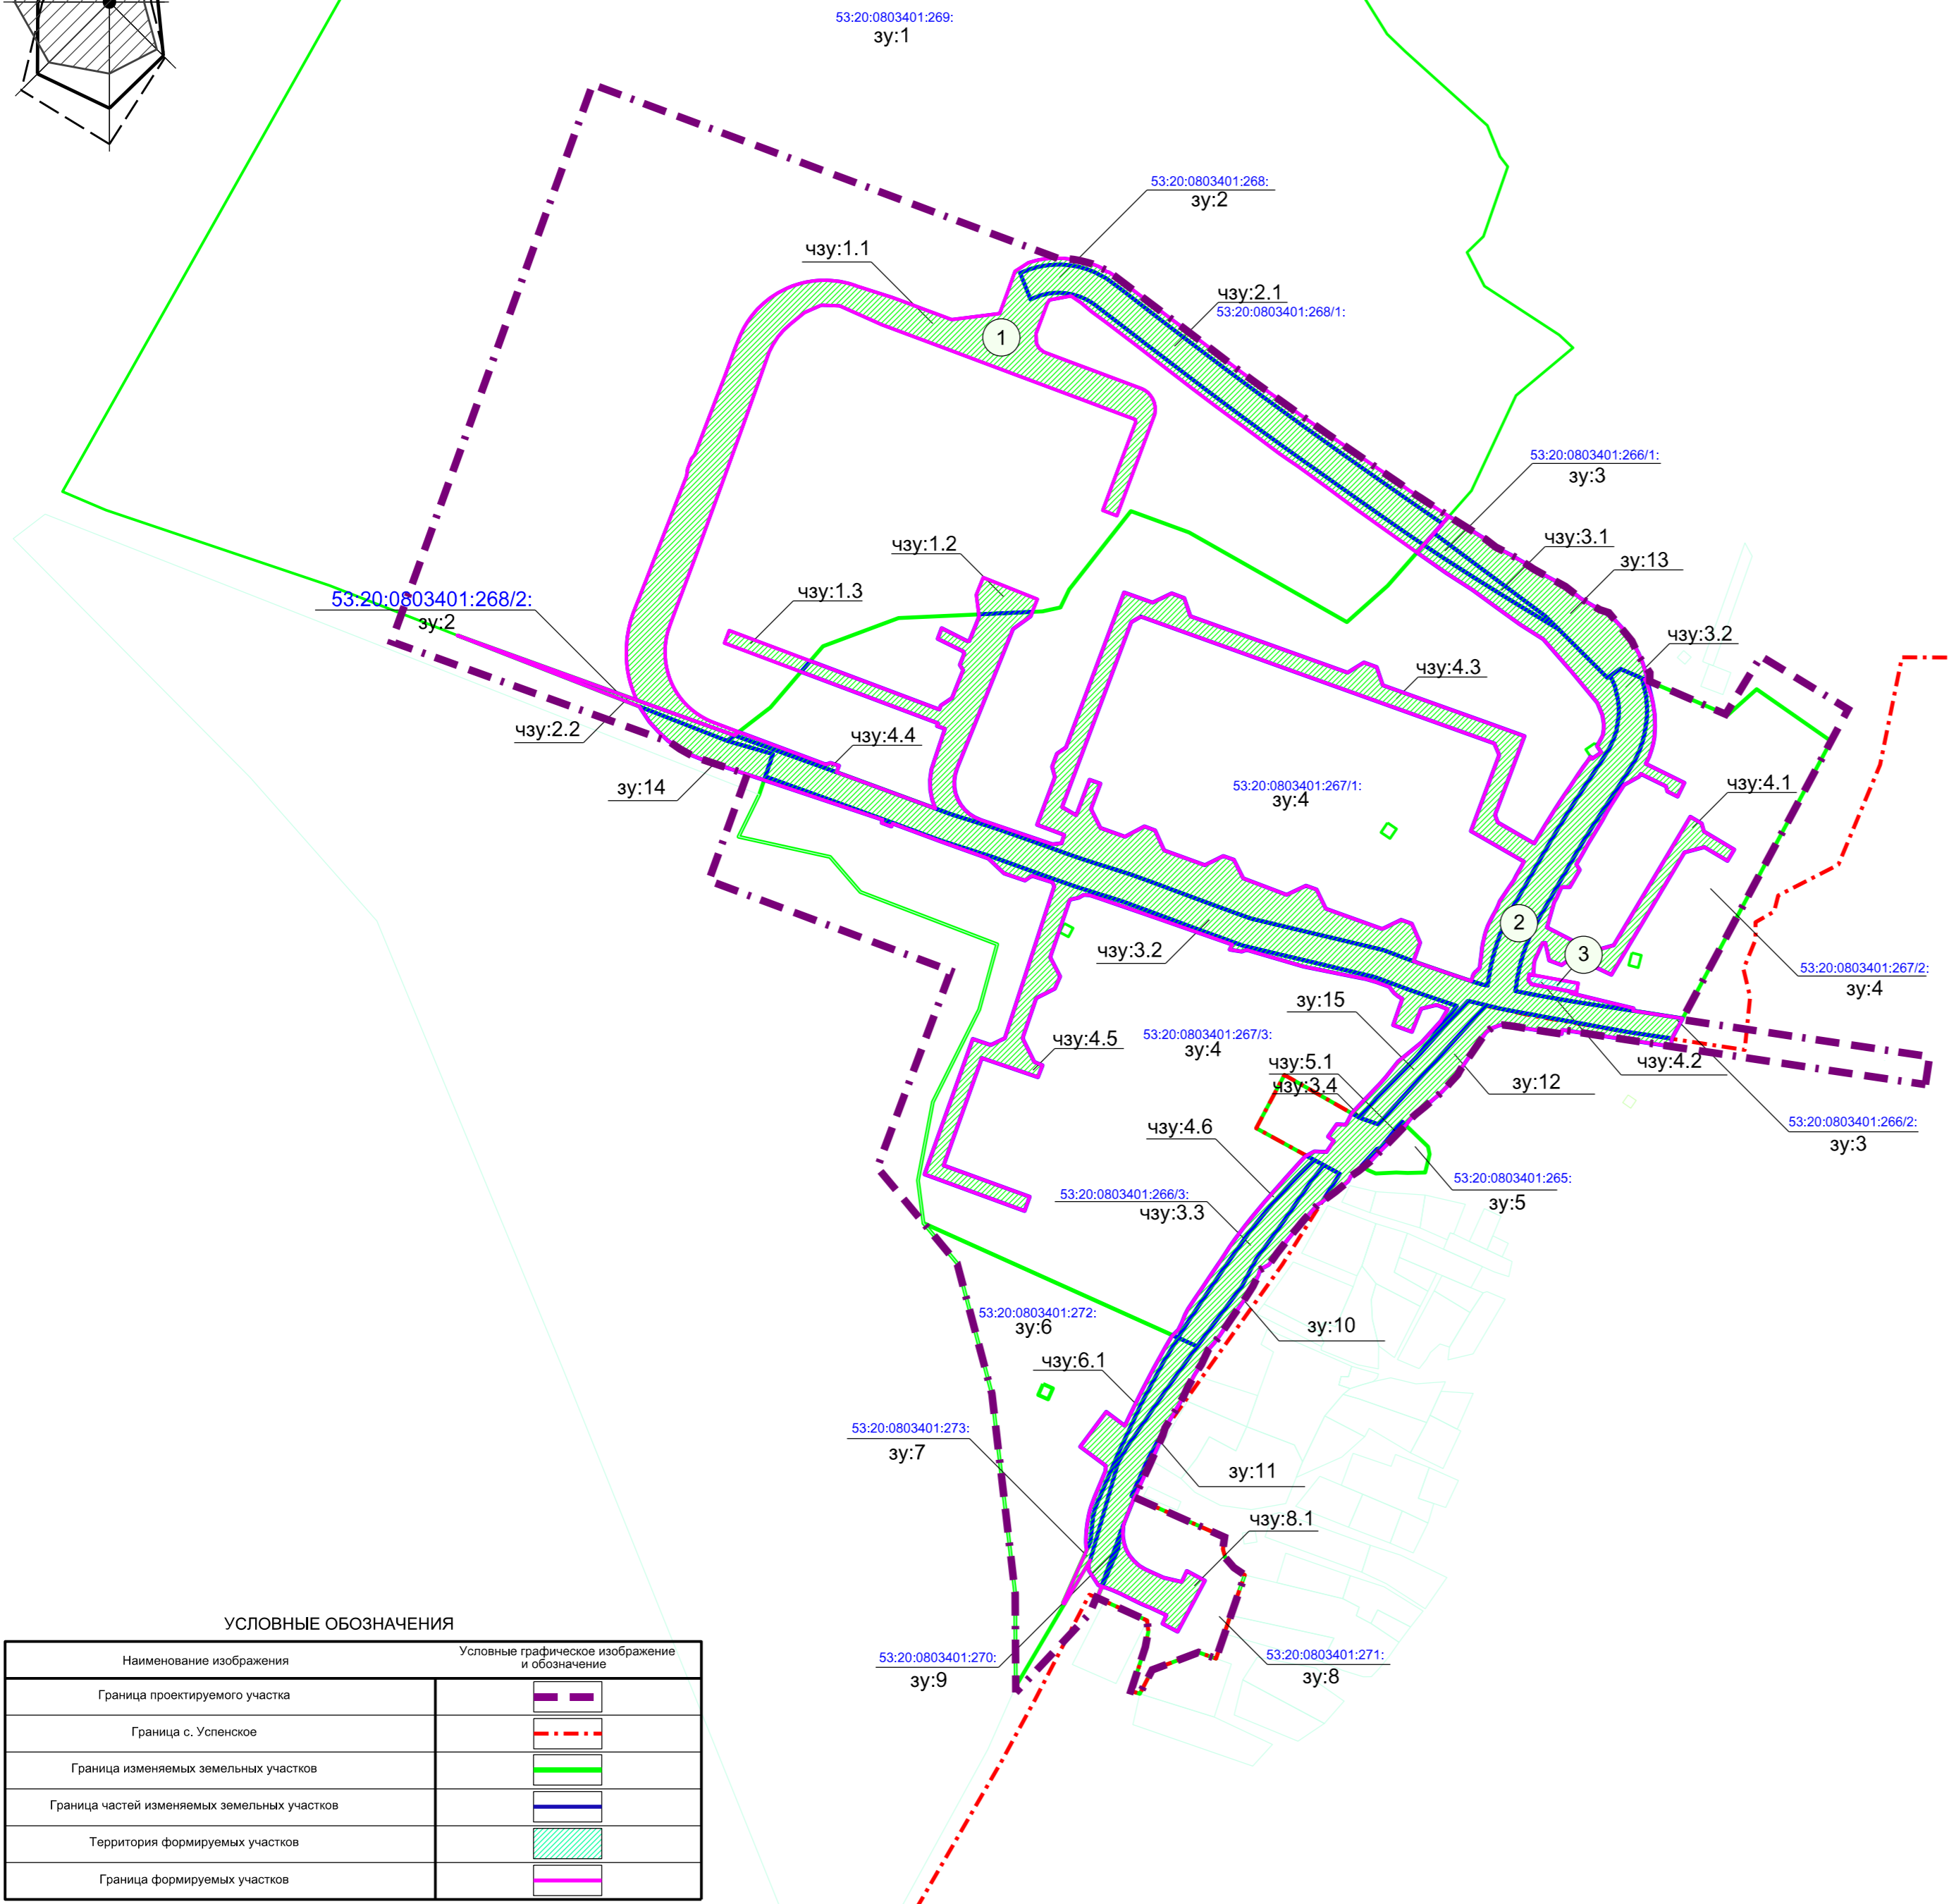 53:20:0803401:269:
зу:1
53:20:0803401:268:
зу:2
чзу:1.1
чзу:2.1
53:20:0803401:268/1:
1
53:20:0803401:266/1:
зу:3
чзу:1.2
чзу:3.1
зу:13
чзу:1.3
53:20:0803401:268/2:
зу:2
чзу:3.2
чзу:4.3
чзу:2.2
чзу:4.4
зу:14
53:20:0803401:267/1:
зу:4
чзу:4.1
2
чзу:3.2
3
53:20:0803401:267/2:
зу:4
зу:15
чзу:4.5
53:20:0803401:267/3:
зу:4
чзу:5.1
чзу:3.4
чзу:4.2
зу:12
чзу:4.6
53:20:0803401:266/2:
зу:3
53:20:0803401:265:
зу:5
53:20:0803401:266/3:
чзу:3.3
53:20:0803401:272:
зу:6
зу:10
чзу:6.1
53:20:0803401:273:
зу:7
зу:11
чзу:8.1
53:20:0803401:270:
зу:9
53:20:0803401:271:
зу:8
УСЛОВНЫЕ ОБОЗНАЧЕНИЯ
Наименование изображения
Условные графическое изображение
и обозначение
Граница проектируемого участка
Граница с. Успенское
Граница изменяемых земельных участков
Граница частей изменяемых земельных участков
Территория формируемых участков
Граница формируемых участков